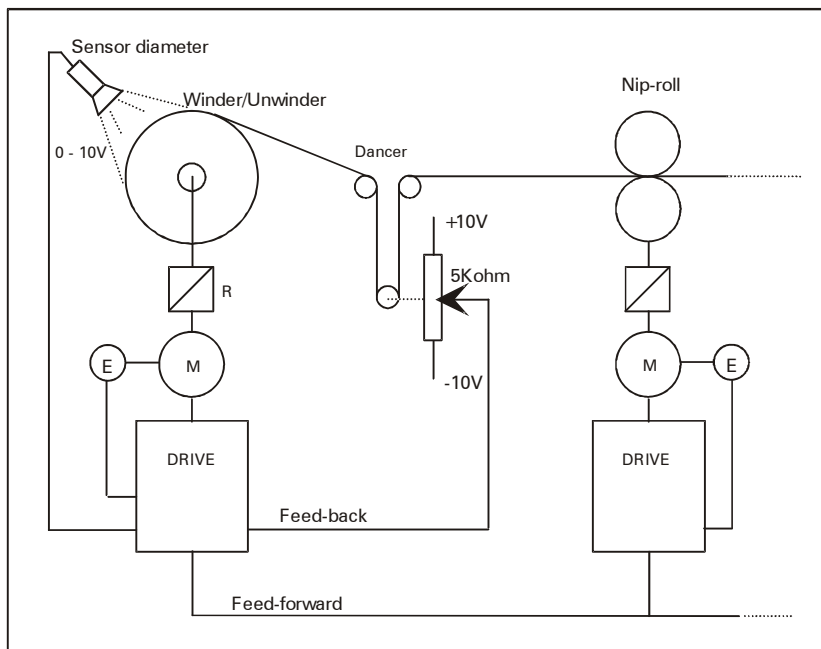 Sensor diameter
Winder/Unwinder
Nip-roll
0 - 10V
Dancer
+10V
5Kohm
R
-10V
E
M
M
E
DRIVE
DRIVE
Feed-back
Feed-forward